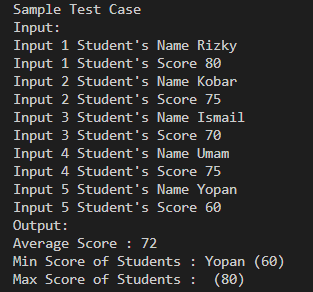 Sample Test Case
Input:
Input 1 Student's Name Rizky
Input 1 Student's Score 80
Input 2 Student's Name Kobar
Input 2 Student's Score 75
Input 3 Student's Name Ismail
Input 3 Student's Score 70
Input 4 Student's Name Umam
Input 4 Student's Score 75
Input 5 Student's Name Yopan
Input 5 Student's Score 60
Output:
Average Score : 72
Min Score of Students : Yopan (60)
Max Score of Students :  (80)